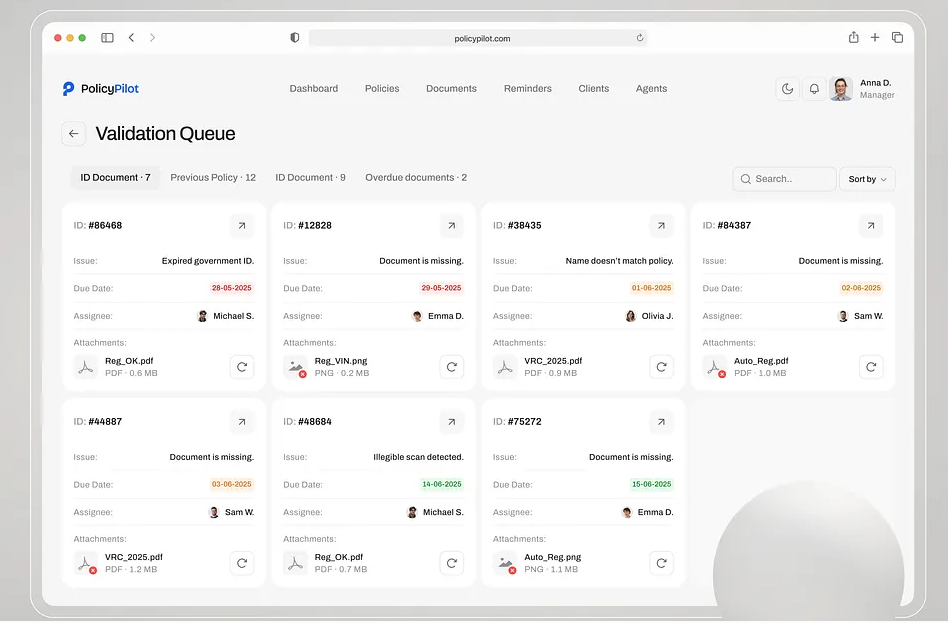 policypilot.com
PolicyPilot
Dashboard Policies Documents Reminders Clients Agents
Anna D.
Manager
Validation Queue
ID Document · 7 Previous Policy · 12 ID Document · 9 Overdue documents · 2
Search..
Sort by
ID: #86468
Issue: Expired government ID.
Due Date: 28-05-2025
Assignee: Michael S.
Attachments:
Reg_OK.pdf
PDF · 0.6 MB
ID: #12828
Issue: Document is missing.
Due Date: 29-05-2025
Assignee: Emma D.
Attachments:
Reg_VIN.png
PNG · 0.2 MB
ID: #38435
Issue: Name doesn't match policy.
Due Date: 01-06-2025
Assignee: Olivia J.
Attachments:
VRC_2025.pdf
PDF · 0.9 MB
ID: #84387
Issue: Document is missing.
Due Date: 02-06-2025
Assignee: Sam W.
Attachments:
Auto_Reg.pdf
PDF · 1.0 MB
ID: #44887
Issue: Document is missing.
Due Date: 03-06-2025
Assignee: Sam W.
Attachments:
VRC_2025.pdf
PDF · 1.2 MB
ID: #48684
Issue: Illegible scan detected.
Due Date: 14-06-2025
Assignee: Michael S.
Attachments:
Reg_OK.pdf
PDF · 0.7 MB
ID: #75272
Issue: Document is missing.
Due Date: 15-06-2025
Assignee: Emma D.
Attachments:
Auto_Reg.png
PNG · 1.1 MB